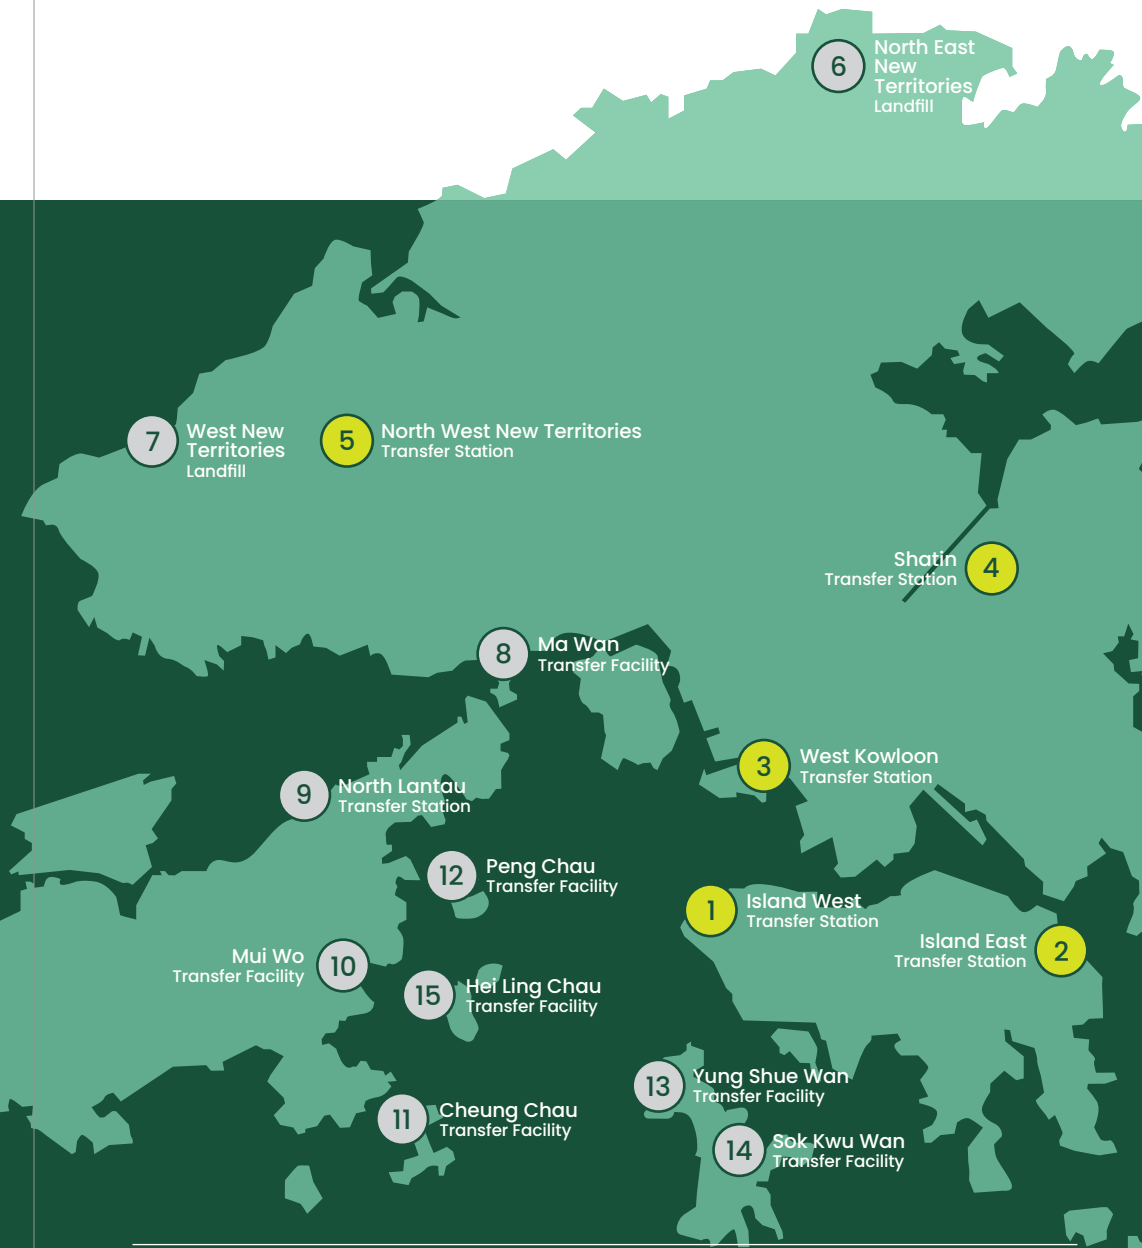 6
North East
New
Territories
Landfill
7
West New
Territories
Landfill
5
North West New Territories
Transfer Station
Shatin
Transfer Station
4
8
Ma Wan
Transfer Facility
3
West Kowloon
Transfer Station
9
North Lantau
Transfer Station
12
Peng Chau
Transfer Facility
1
Island West
Transfer Station
Island East
Transfer Station
2
Mui Wo
Transfer Facility
10
15
Hei Ling Chau
Transfer Facility
13
Yung Shue Wan
Transfer Facility
11
Cheung Chau
Transfer Facility
14
Sok Kwu Wan
Transfer Facility